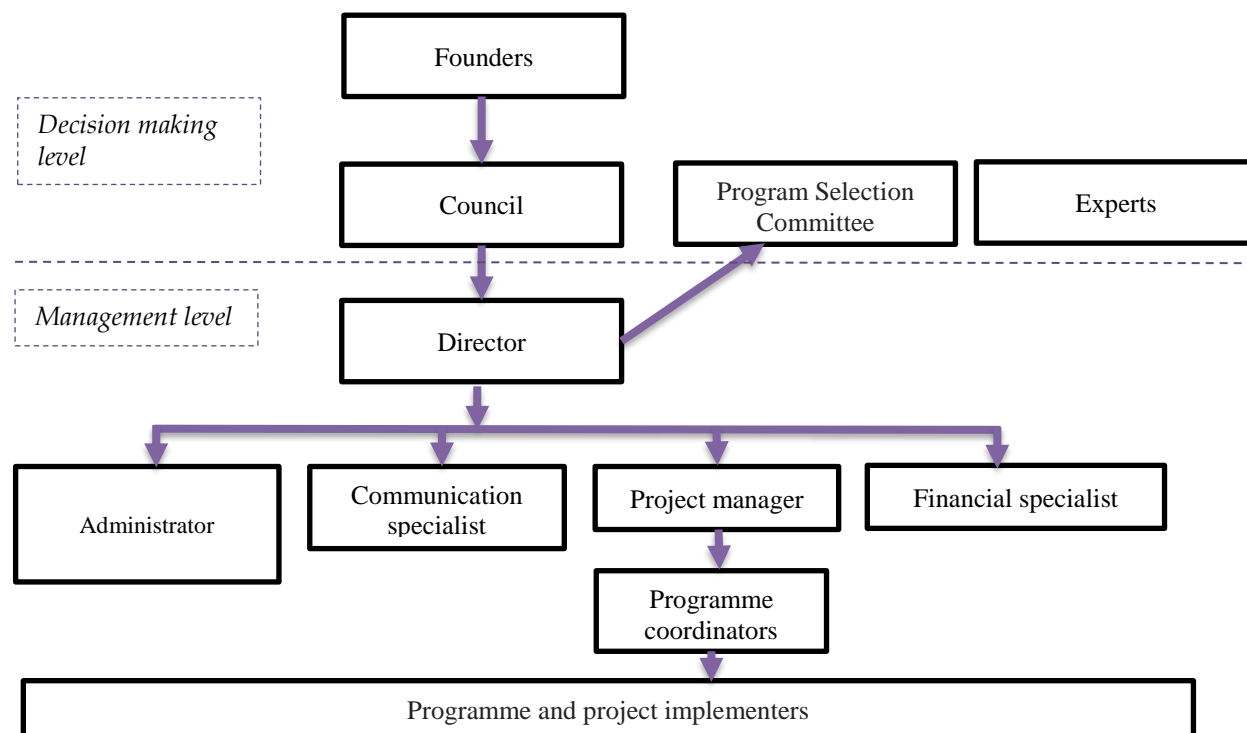 Founders
Decision making
level
Council
Program Selection
Committee
Experts
Management level
Director
Administrator
Communication
specialist
Project manager
Financial specialist
Programme
coordinators
Programme and project implementers